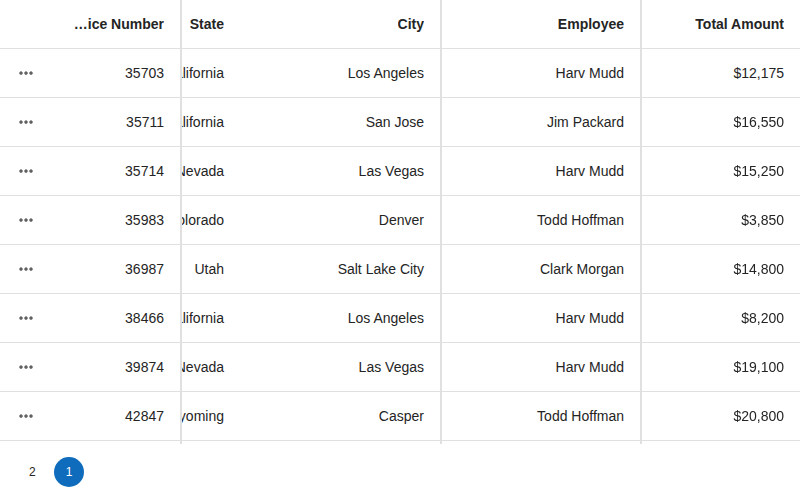 ...ice Number State City Employee Total Amount
35703 lifornia Los Angeles Harv Mudd $12,175
35711 lifornia San Jose Jim Packard $16,550
35714 Nevada Las Vegas Harv Mudd $15,250
35983 olorado Denver Todd Hoffman $3,850
36987 Utah Salt Lake City Clark Morgan $14,800
38466 lifornia Los Angeles Harv Mudd $8,200
39874 Nevada Las Vegas Harv Mudd $19,100
42847 yoming Casper Todd Hoffman $20,800
2 1